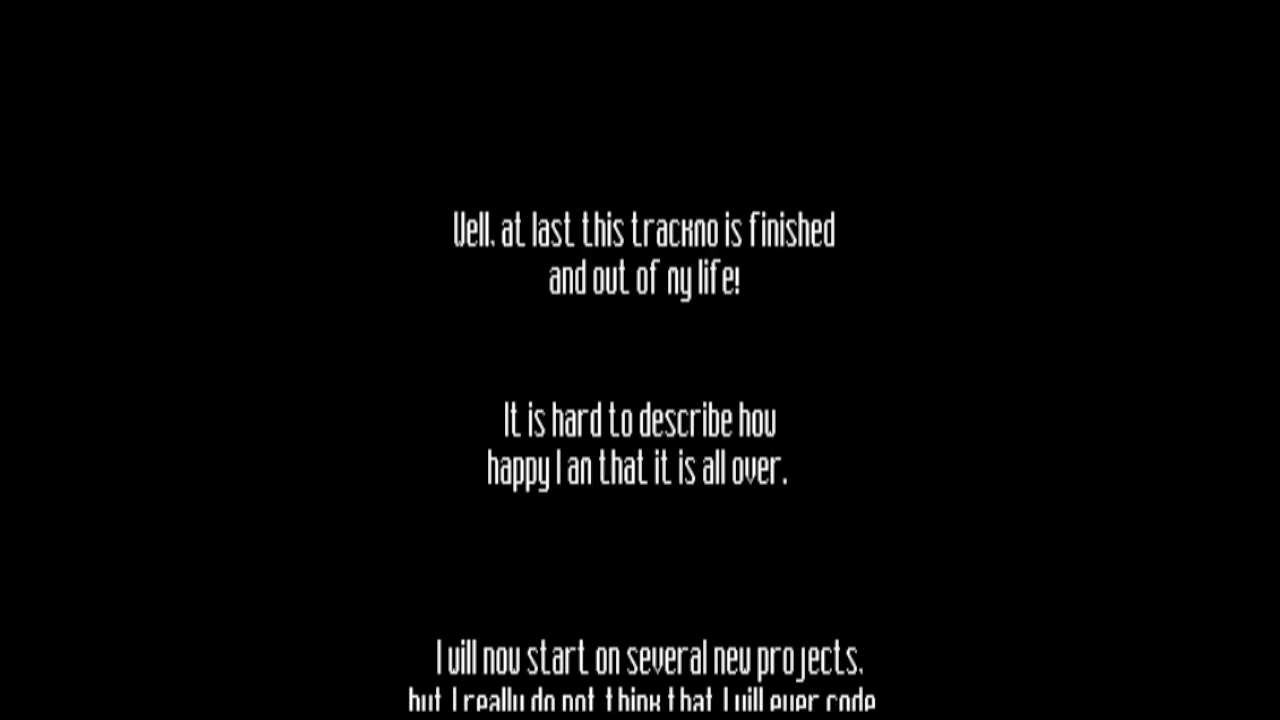 Well, at last this trackmo is finished
and out of my life!
It is hard to describe how
happy I am that it is all over.
I will now start on several new projects,
but I really do not think that I will ever code